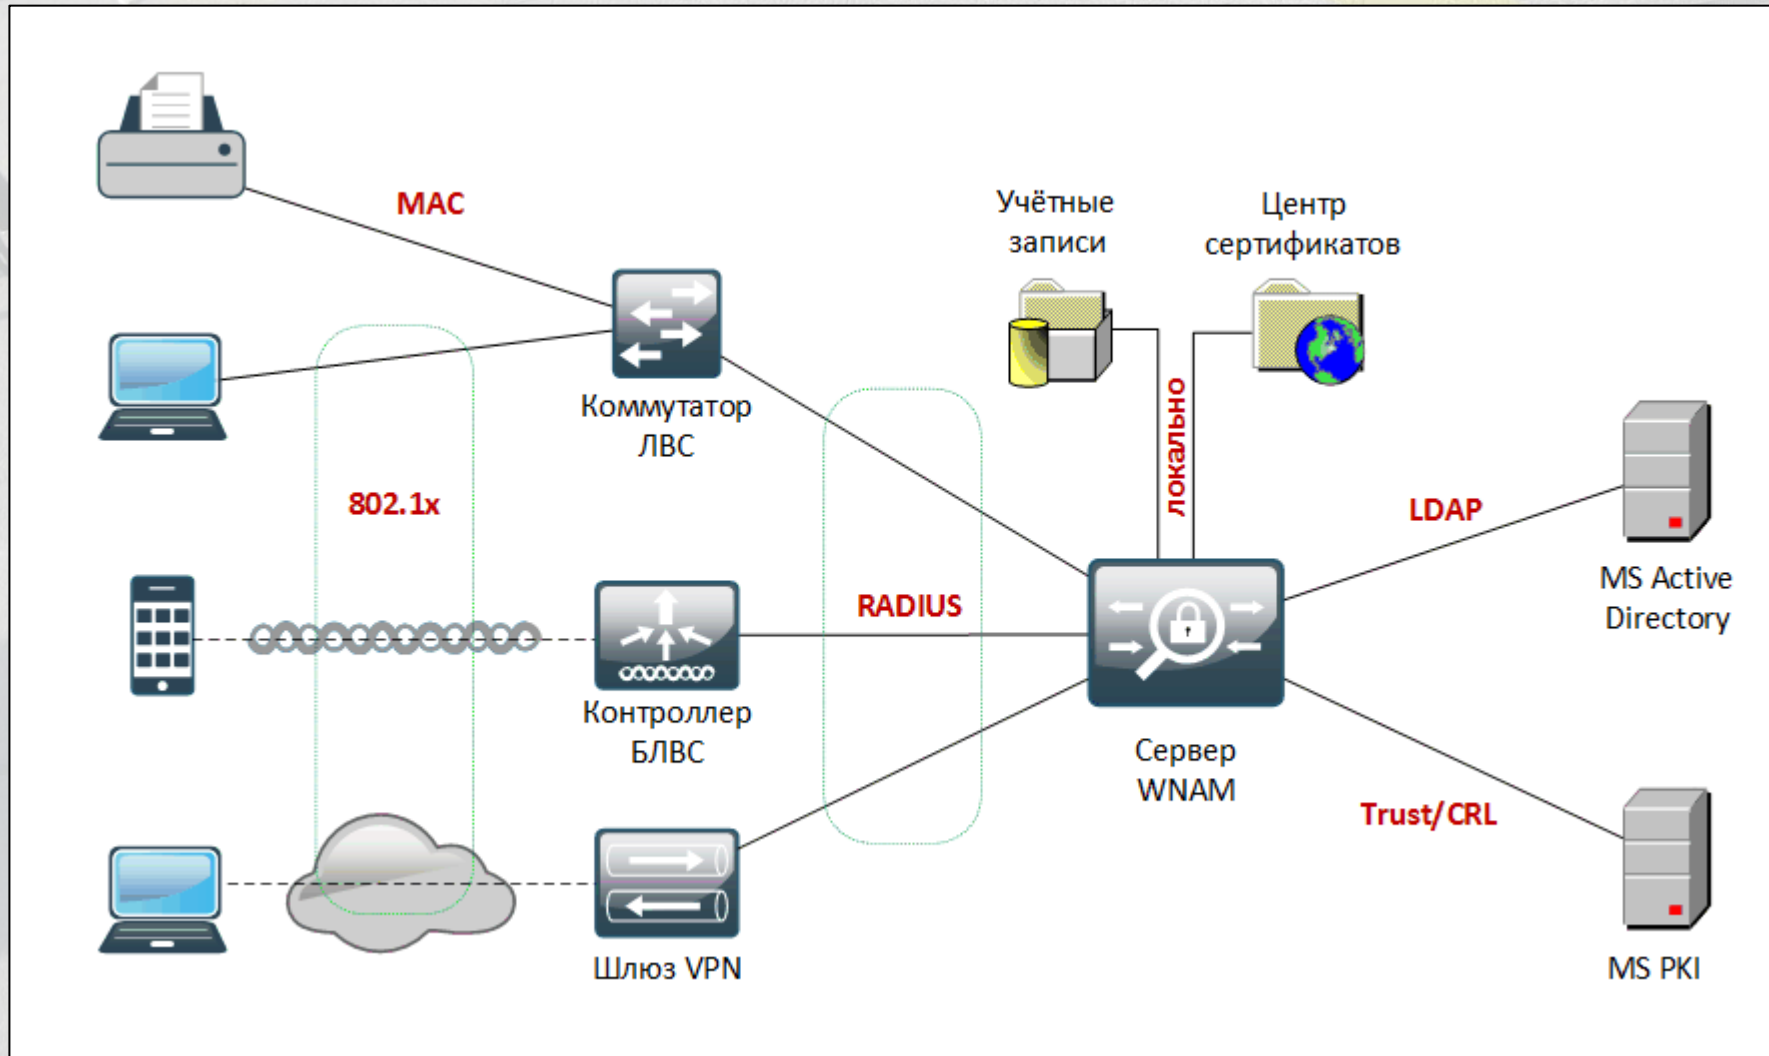 MAC
Учётные
записи
Центр
сертификатов
Коммутатор
ЛВС
локально
802.1x
LDAP
MS Active
Directory
RADIUS
Контроллер
БЛВС
Сервер
WNAM
Trust/CRL
Шлюз VPN
MS PKI